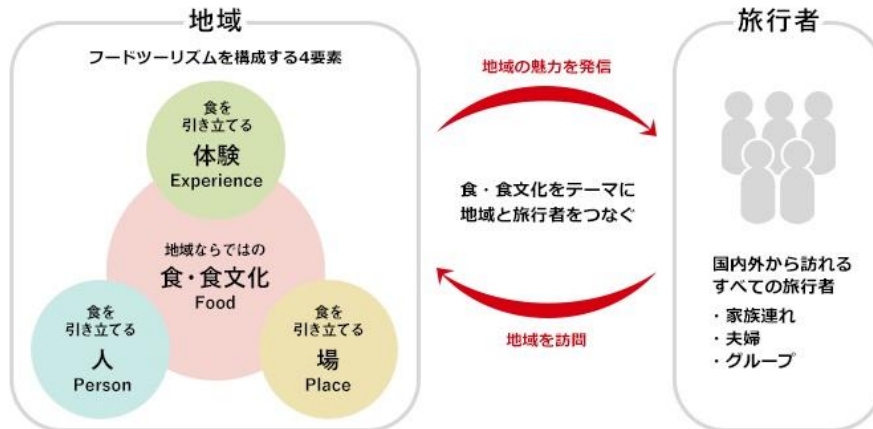 地域
フードツーリズムを構成する4要素
食を
引き立てる
体験
Experience
地域ならではの
食・食文化
Food
食を
引き立てる
人
Person
食を
引き立てる
場
Place
地域の魅力を発信
食・食文化をテーマに
地域と旅行者をつなぐ
地域を訪問
旅行者
国内外から訪れる
すべての旅行者
・家族連れ
・夫婦
・グループ